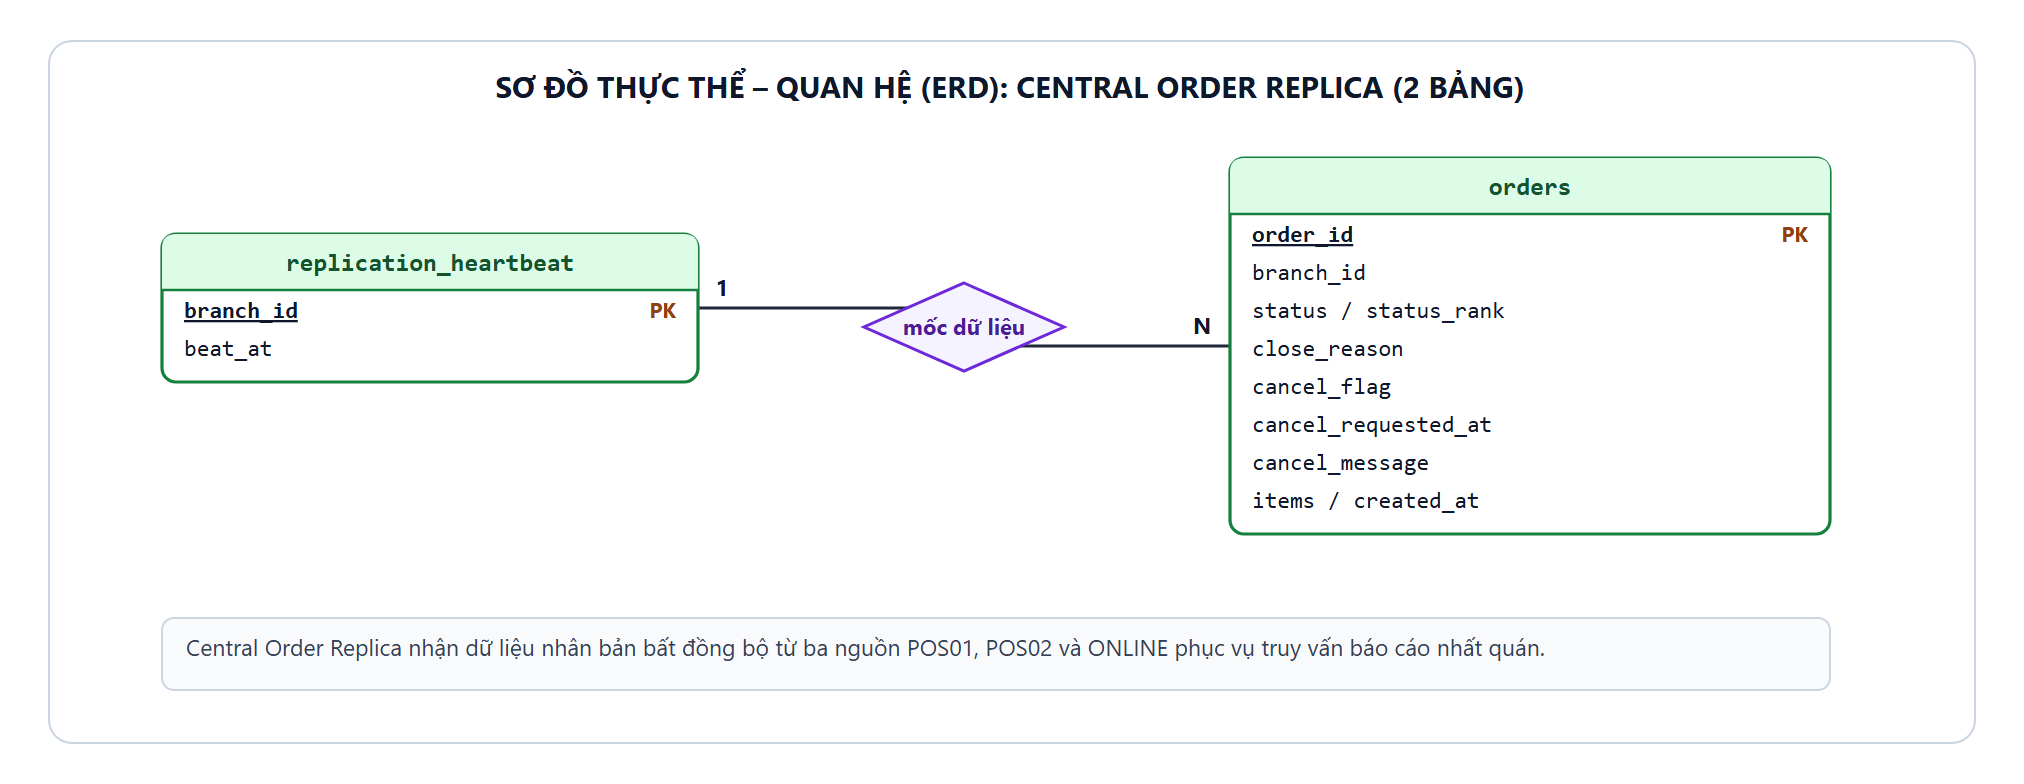 SƠ ĐỒ THỰC THỂ – QUAN HỆ (ERD): CENTRAL ORDER REPLICA (2 BẢNG)
replication_heartbeat
branch_id PK
beat_at
1
mốc dữ liệu
N
orders
order_id PK
branch_id
status / status_rank
close_reason
cancel_flag
cancel_requested_at
cancel_message
items / created_at
Central Order Replica nhận dữ liệu nhân bản bất đồng bộ từ ba nguồn POS01, POS02 và ONLINE phục vụ truy vấn báo cáo nhất quán.